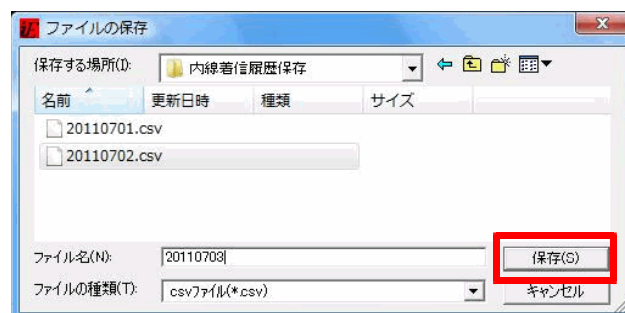 ファイルの保存
保存する場所(I):
内線着信履歴保存
名前 更新日時 種類 サイズ
20110701.csv
20110702.csv
ファイル名(N): 20110703 保存(S)
ファイルの種類(T): csvファイル(*.csv) キャンセル